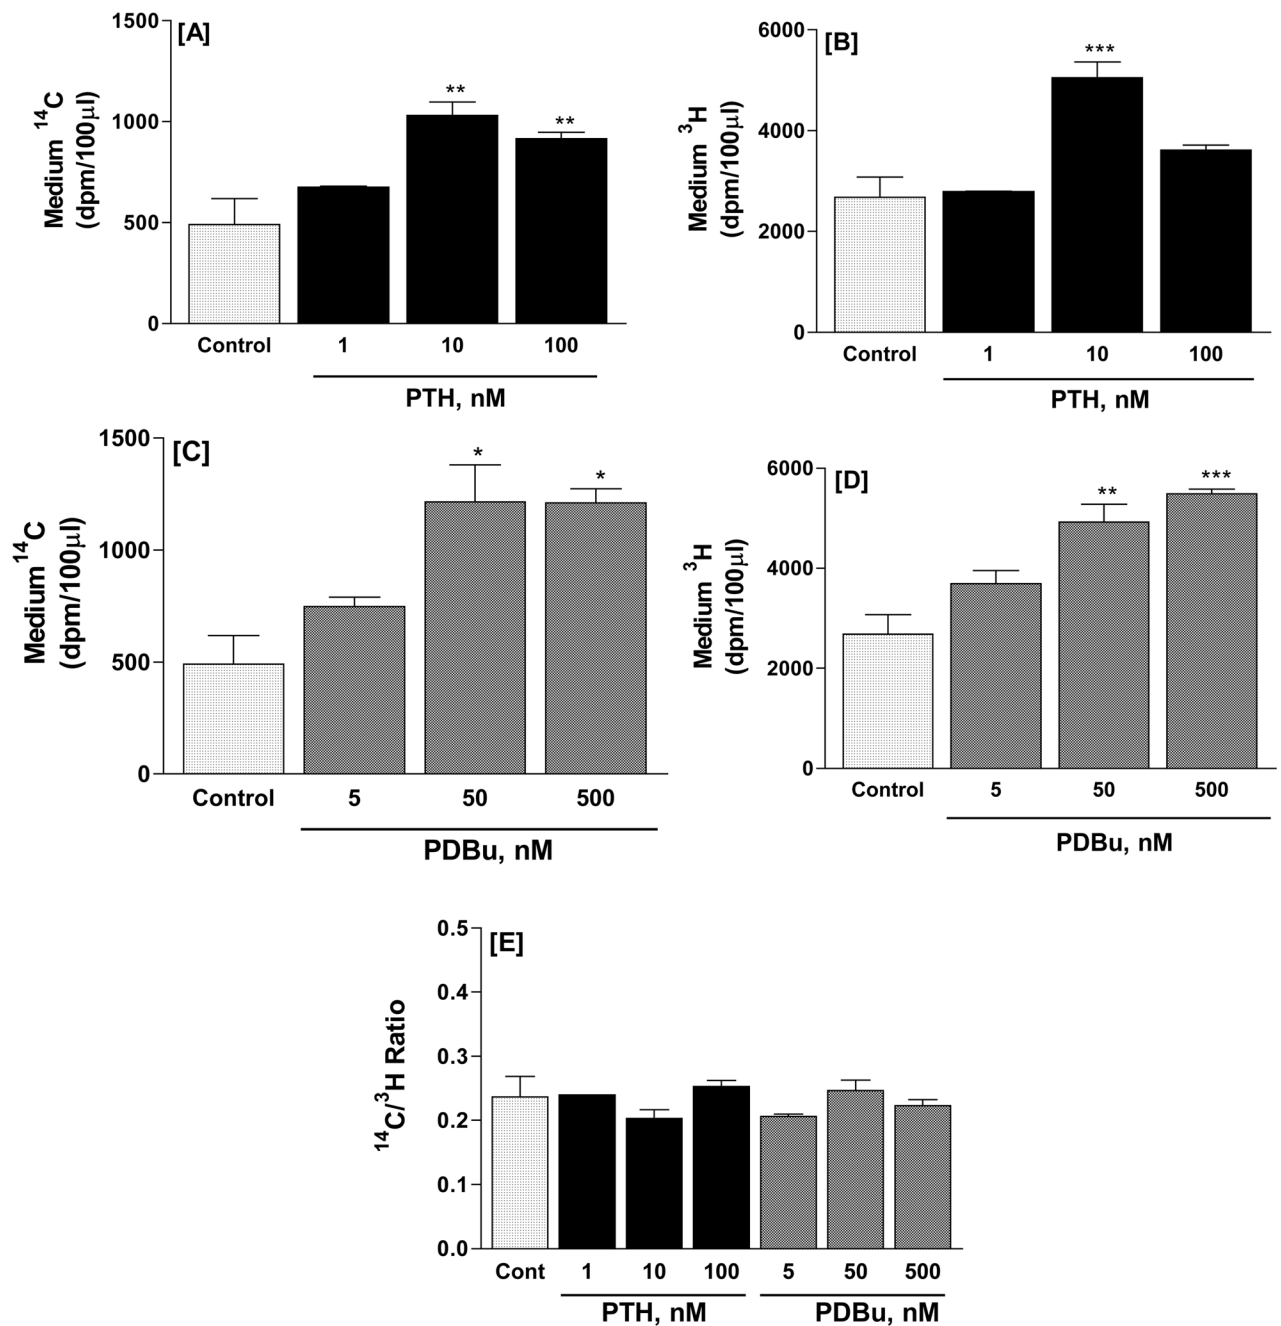 [A]
Medium ¹⁴C
(dpm/100μl)
1500
1000
500
0
**
**
Control 1 10 100
PTH, nM
[B]
Medium ³H
(dpm/100μl)
6000
4000
2000
0
***
Control 1 10 100
PTH, nM
[C]
Medium ¹⁴C
(dpm/100μl)
1500
1000
500
0
*
*
Control 5 50 500
PDBu, nM
[D]
Medium ³H
(dpm/100μl)
6000
4000
2000
0
**
***
Control 5 50 500
PDBu, nM
[E]
¹⁴C/³H Ratio
0.5
0.4
0.3
0.2
0.1
0.0
Cont 1 10 100 5 50 500
PTH, nM PDBu, nM